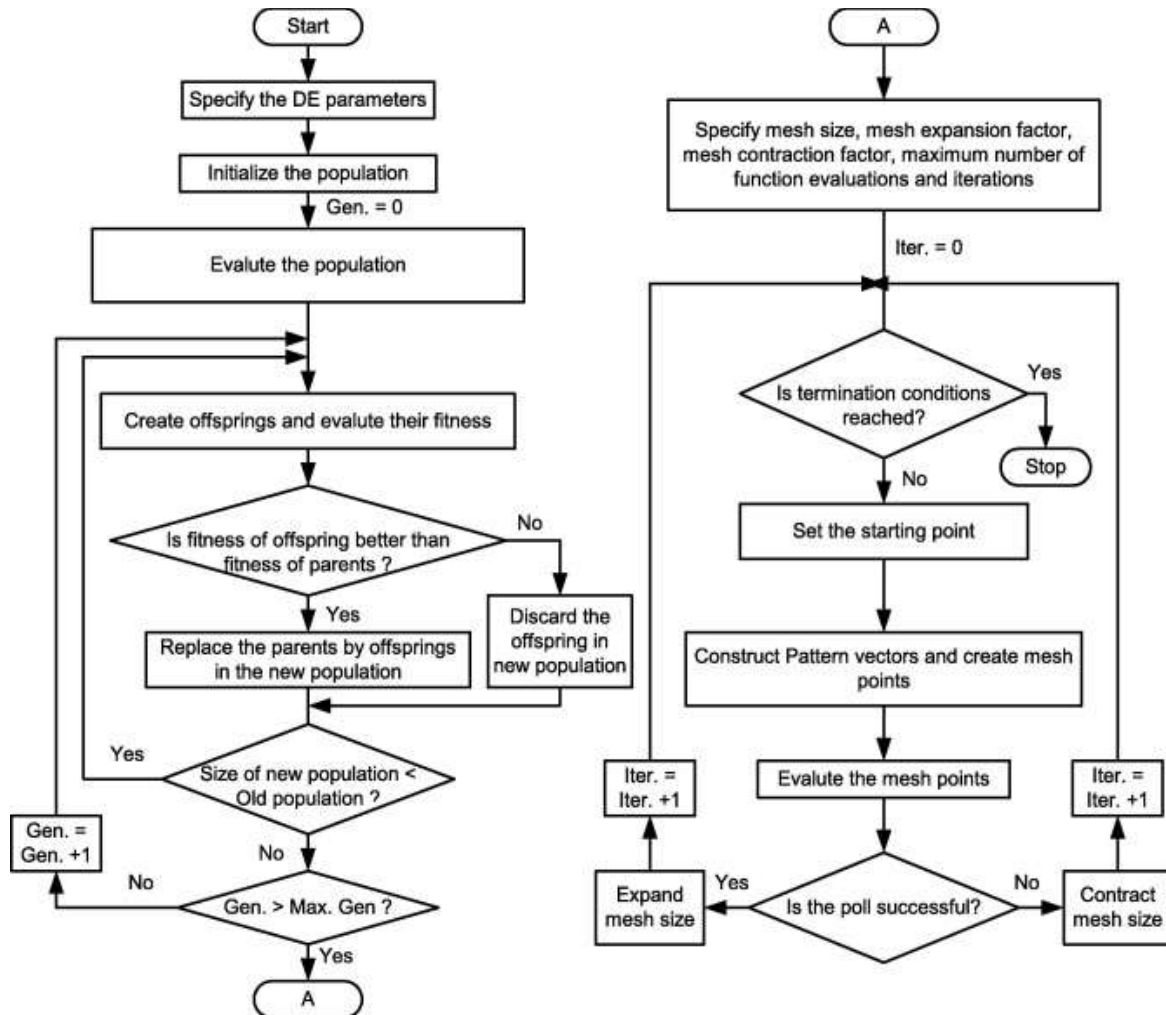 Start
Specify the DE parameters
Initialize the population
Gen. = 0
Evalute the population
Create offsprings and evalute their fitness
Is fitness of offspring better than
fitness of parents ?
No
Yes
Discard the
offspring in
new population
Replace the parents by offsprings
in the new population
Yes
Size of new population <
Old population ?
Gen. =
Gen. +1
No
No
Gen. > Max. Gen ?
Yes
A
A
Specify mesh size, mesh expansion factor,
mesh contraction factor, maximum number of
function evaluations and iterations
Iter. = 0
Is termination conditions
reached?
Yes
Stop
No
Set the starting point
Construct Pattern vectors and create mesh
points
Evalute the mesh points
Iter. =
Iter. +1
Iter. =
Iter. +1
Expand
mesh size
Yes
Is the poll successful?
No
Contract
mesh size